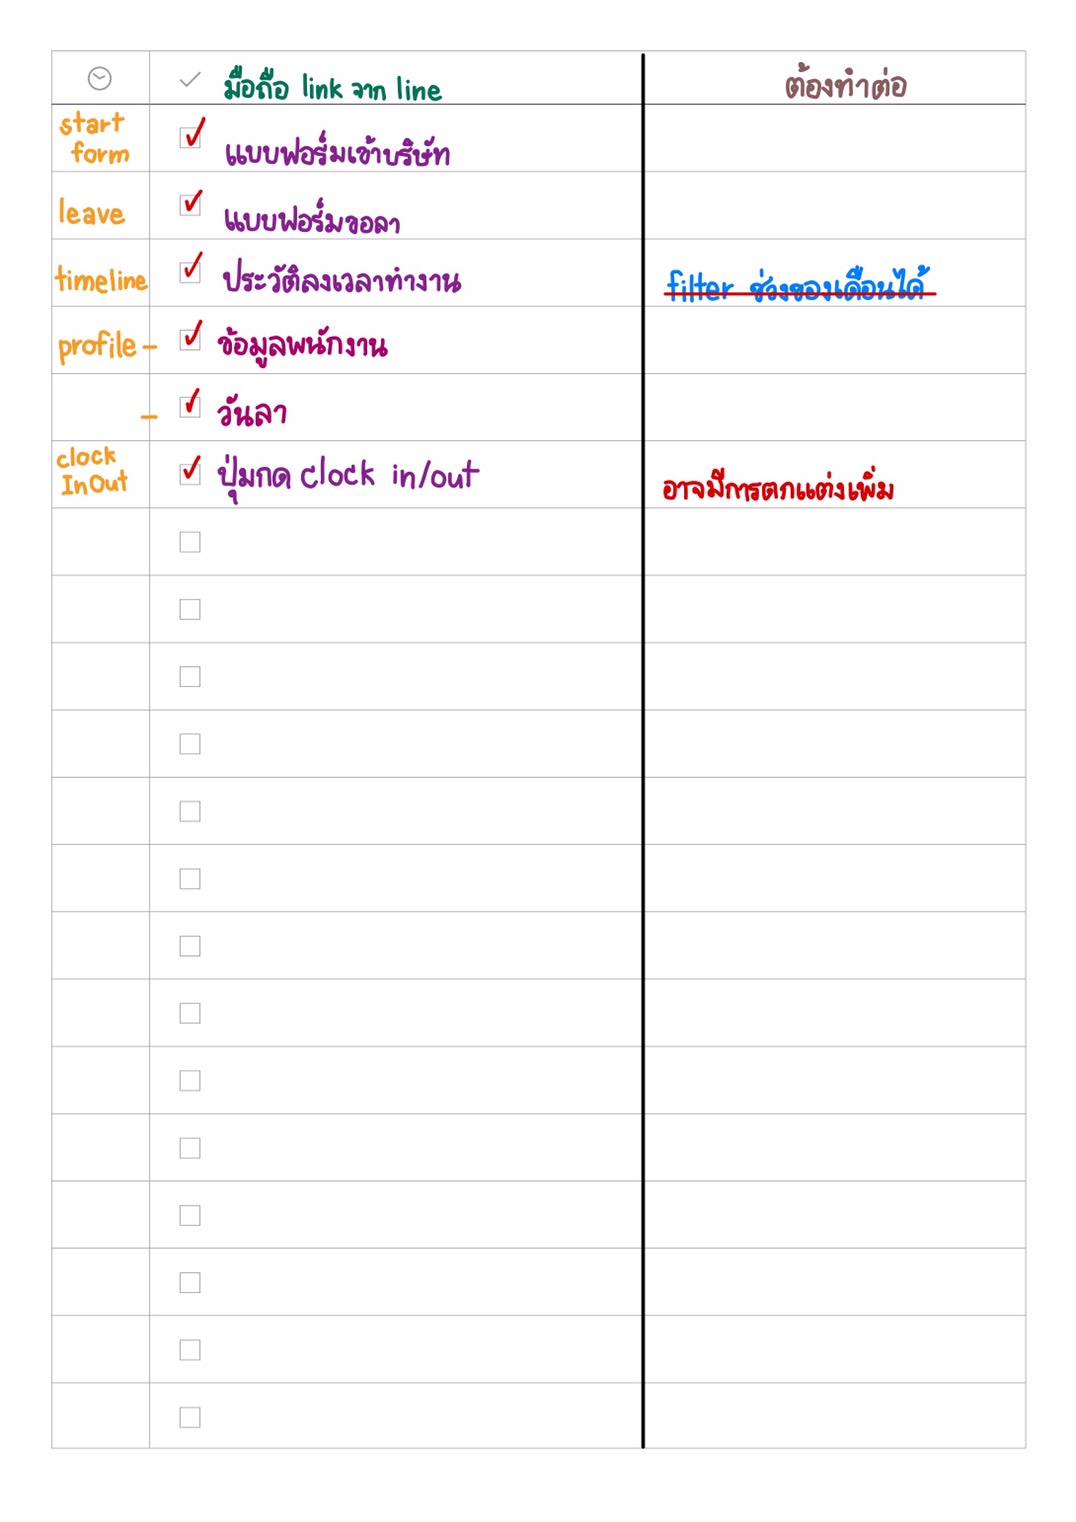 มือถือ link จาก line ต้องทำต่อ
start
form แบบฟอร์มเข้าบริษัท
leave แบบฟอร์มขอลา
timeline ประวัติลงเวลาทำงาน filter ช่วงของเดือนได้
profile - ข้อมูลพนักงาน
- วันลา
clock
InOut ปุ่มกด clock in/out อาจมีการตกแต่งเพิ่ม